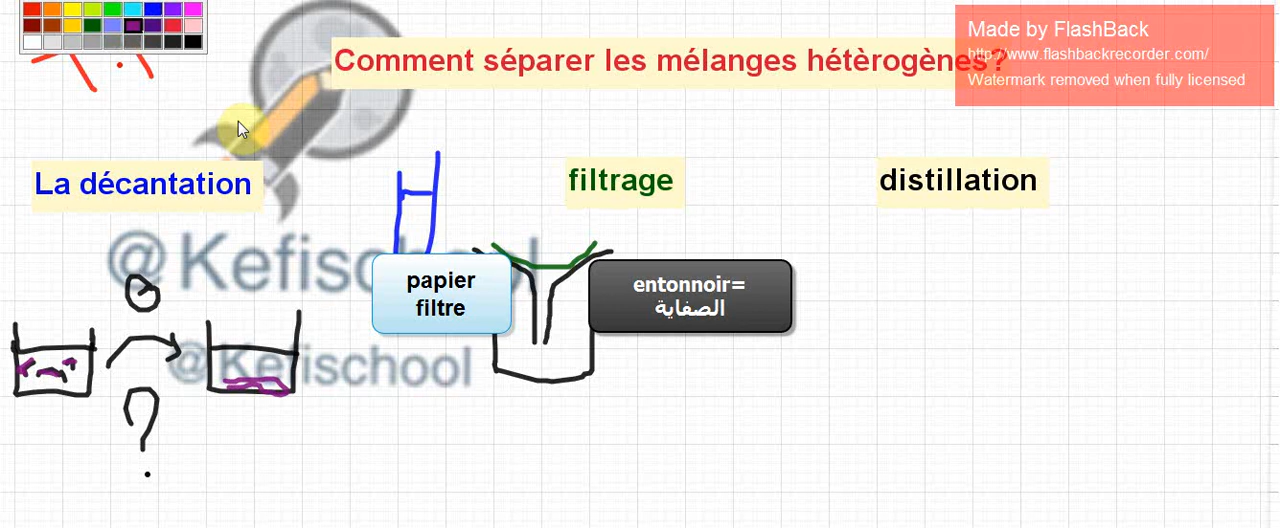 Made by FlashBack
http://www.flashbackrecorder.com/
Watermark removed when fully licensed
Comment séparer les mélanges hétèrogènes?
La décantation
filtrage
distillation
@Kefischool
papier
filtre
entonnoir=
الصفاية
@Kefischool
?